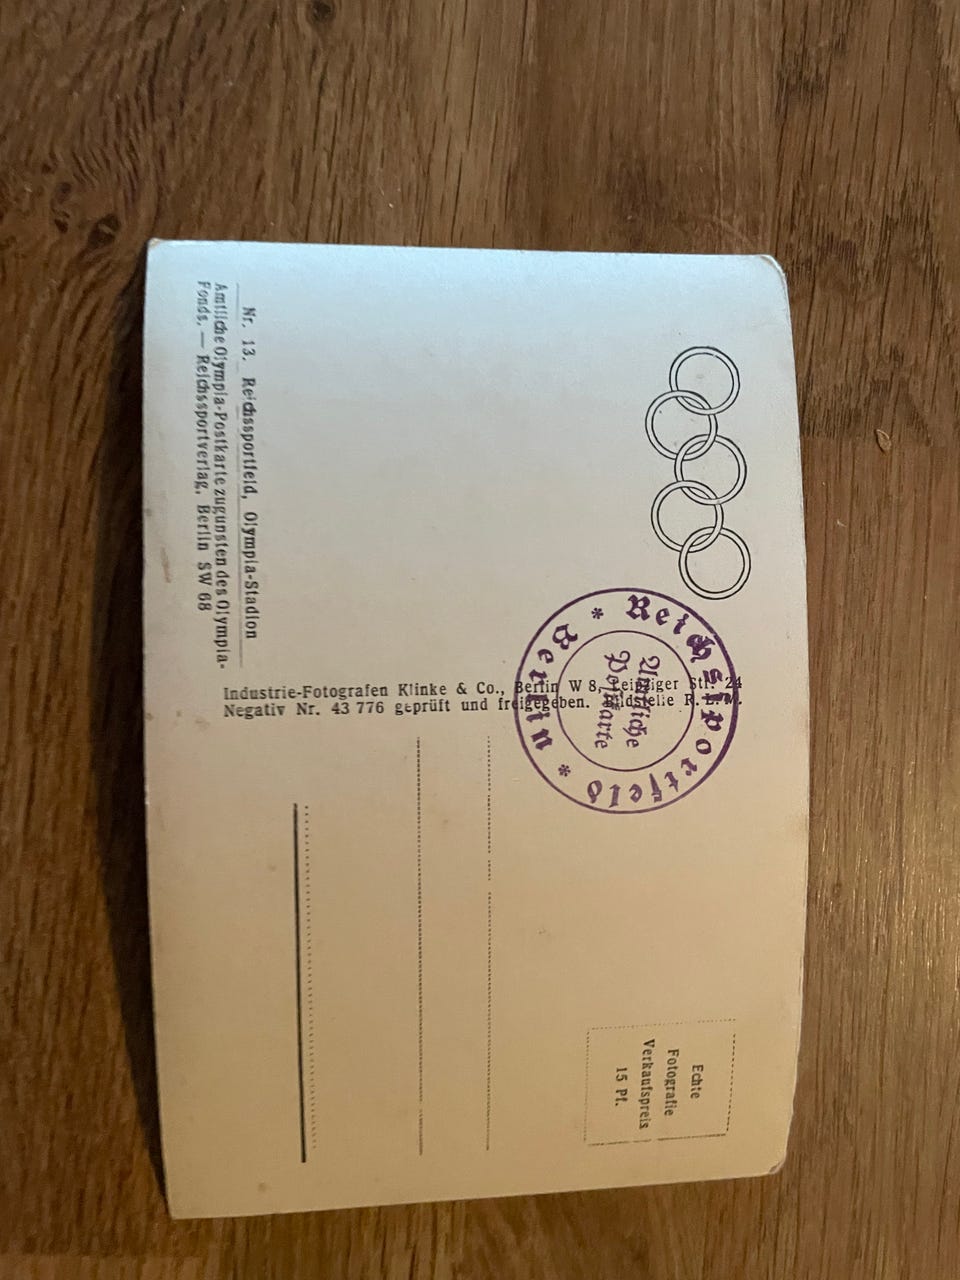 Nr. 13. Reichssportfeld, Olympia-Stadion
Amtliche Olympia-Postkarte zugunsten des Olympia-
Fonds. — Reichssportverlag, Berlin SW 68
Industrie-Fotografen Klinke & Co., Berlin W 8, Leipziger Str. 24
Negativ Nr. 43 776 geprüft und freigegeben. Bildstelle R. L. M.
Reichssportfeld
* Berlin *
Amtliche
Postkarte
Echte
Fotografie
Verkaufspreis
15 Pf.